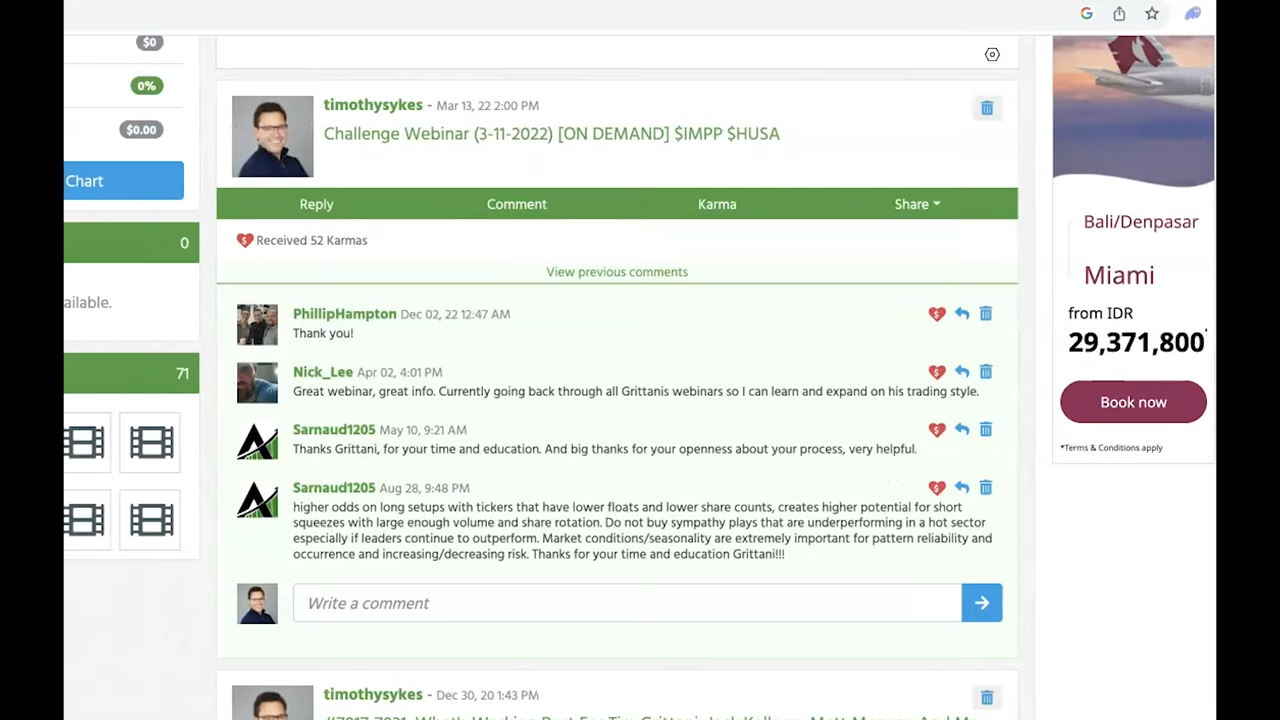 $0
0%
$0.00
Chart
0
ailable.
71
timothysykes - Mar 13, 22 2:00 PM
Challenge Webinar (3-11-2022) [ON DEMAND] $IMPP $HUSA
Reply Comment Karma Share
Received 52 Karmas
View previous comments
PhillipHampton Dec 02, 22 12:47 AM
Thank you!
Nick_Lee Apr 02, 4:01 PM
Great webinar, great info. Currently going back through all Grittanis webinars so I can learn and expand on his trading style.
Sarnaud1205 May 10, 9:21 AM
Thanks Grittani, for your time and education. And big thanks for your openness about your process, very helpful.
Sarnaud1205 Aug 28, 9:48 PM
higher odds on long setups with tickers that have lower floats and lower share counts, creates higher potential for short
squeezes with large enough volume and share rotation. Do not buy sympathy plays that are underperforming in a hot sector
especially if leaders continue to outperform. Market conditions/seasonality are extremely important for pattern reliability and
occurrence and increasing/decreasing risk. Thanks for your time and education Grittani!!!
Write a comment
timothysykes - Dec 30, 20 1:43 PM
Bali/Denpasar
Miami
from IDR
29,371,800*
Book now
*Terms & Conditions apply